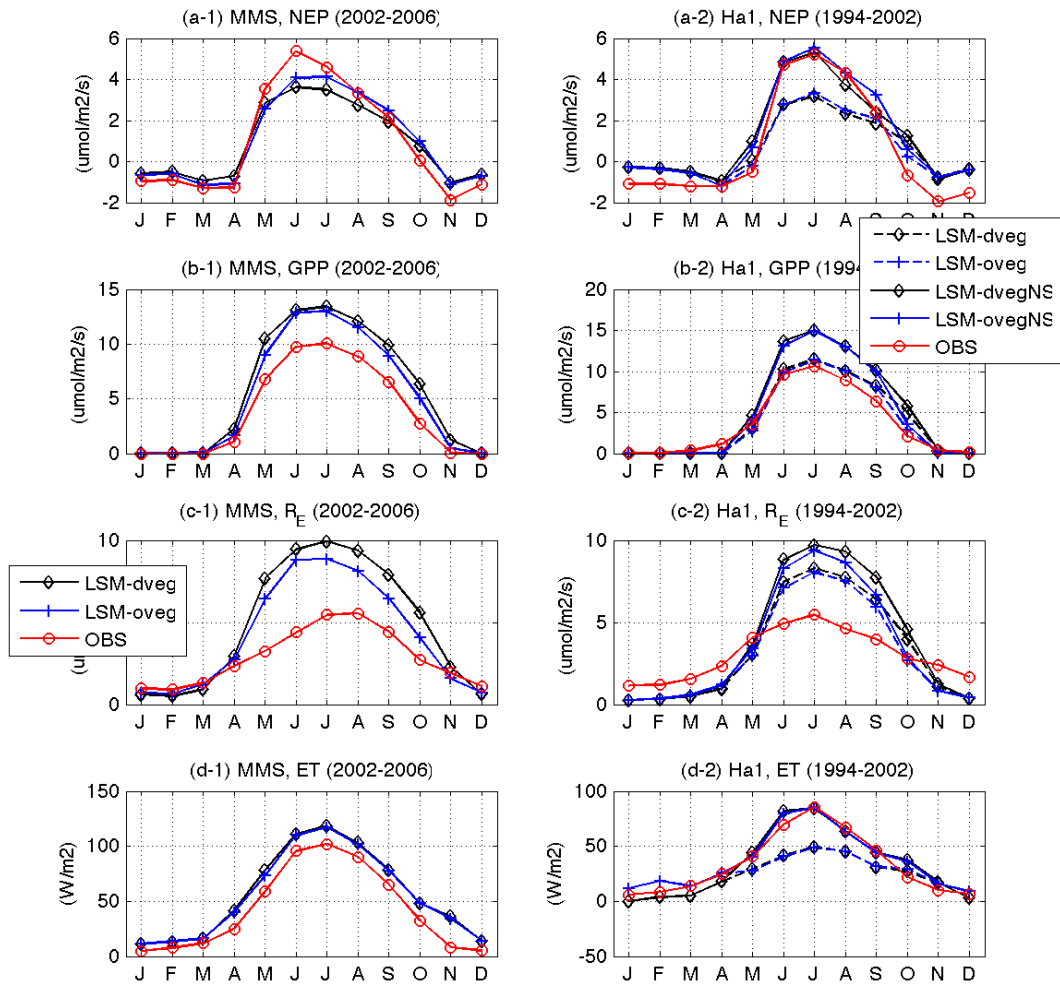 (a-1) MMS, NEP (2002-2006)
(umol/m2/s)
6
4
2
0
-2
J F M A M J J A S O N D
(a-2) Ha1, NEP (1994-2002)
(umol/m2/s)
6
4
2
0
-2
J F M A M J J A S O N D
LSM-dveg
LSM-oveg
LSM-dvegNS
LSM-ovegNS
OBS
(b-1) MMS, GPP (2002-2006)
(umol/m2/s)
15
10
5
0
J F M A M J J A S O N D
(b-2) Ha1, GPP (1994
(umol/m2/s)
20
15
10
5
0
J F M A M J J A S O N D
(c-1) MMS, R_E (2002-2006)
10
0
J F M A M J J A S O N D
LSM-dveg
LSM-oveg
OBS
(c-2) Ha1, R_E (1994-2002)
(umol/m2/s)
10
5
0
J F M A M J J A S O N D
(d-1) MMS, ET (2002-2006)
(W/m2)
150
100
50
0
J F M A M J J A S O N D
(d-2) Ha1, ET (1994-2002)
(W/m2)
100
50
0
-50
J F M A M J J A S O N D